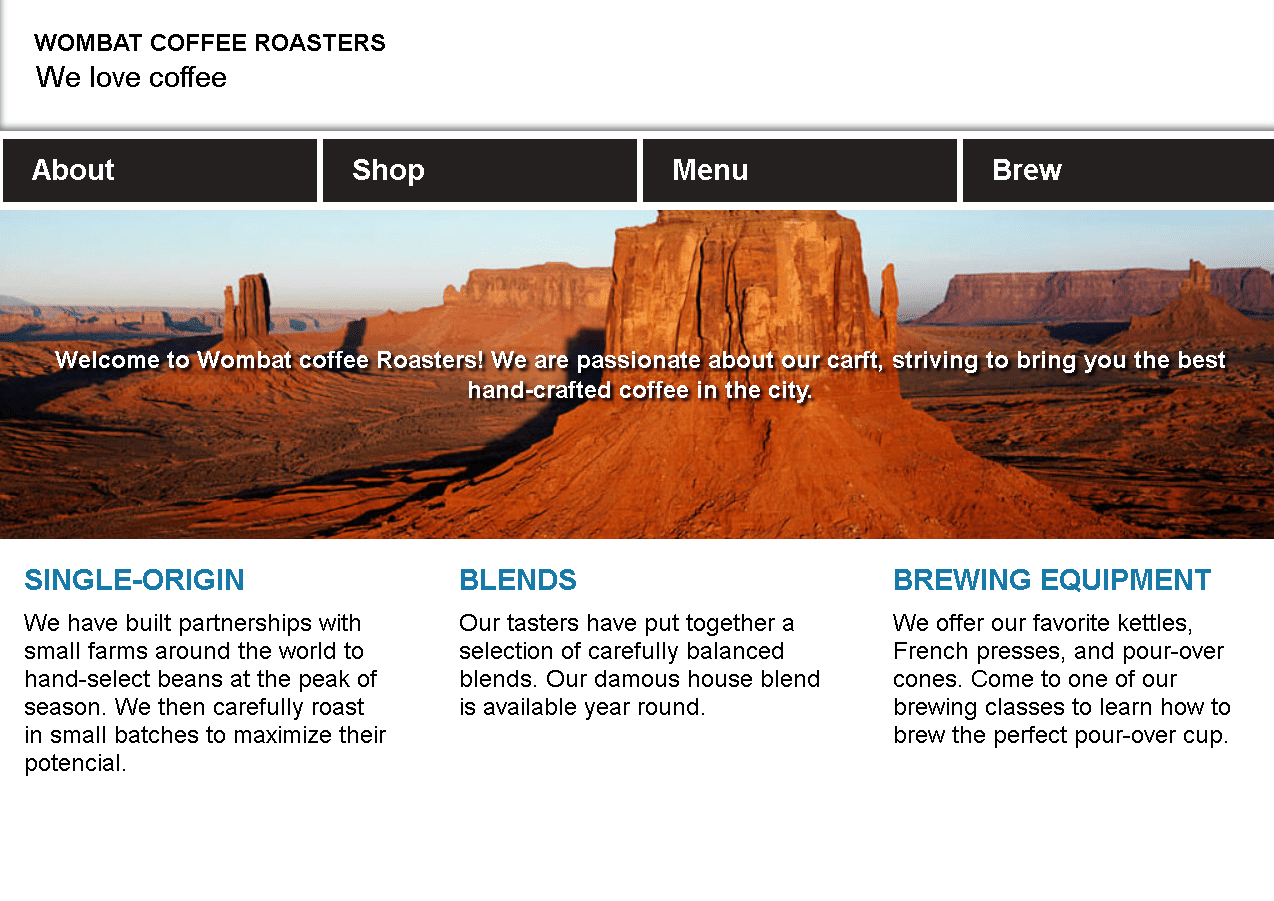 WOMBAT COFFEE ROASTERS
We love coffee
About
Shop
Menu
Brew
Welcome to Wombat coffee Roasters! We are passionate about our carft, striving to bring you the best
hand-crafted coffee in the city.
SINGLE-ORIGIN
We have built partnerships with
small farms around the world to
hand-select beans at the peak of
season. We then carefully roast
in small batches to maximize their
potencial.
BLENDS
Our tasters have put together a
selection of carefully balanced
blends. Our damous house blend
is available year round.
BREWING EQUIPMENT
We offer our favorite kettles,
French presses, and pour-over
cones. Come to one of our
brewing classes to learn how to
brew the perfect pour-over cup.